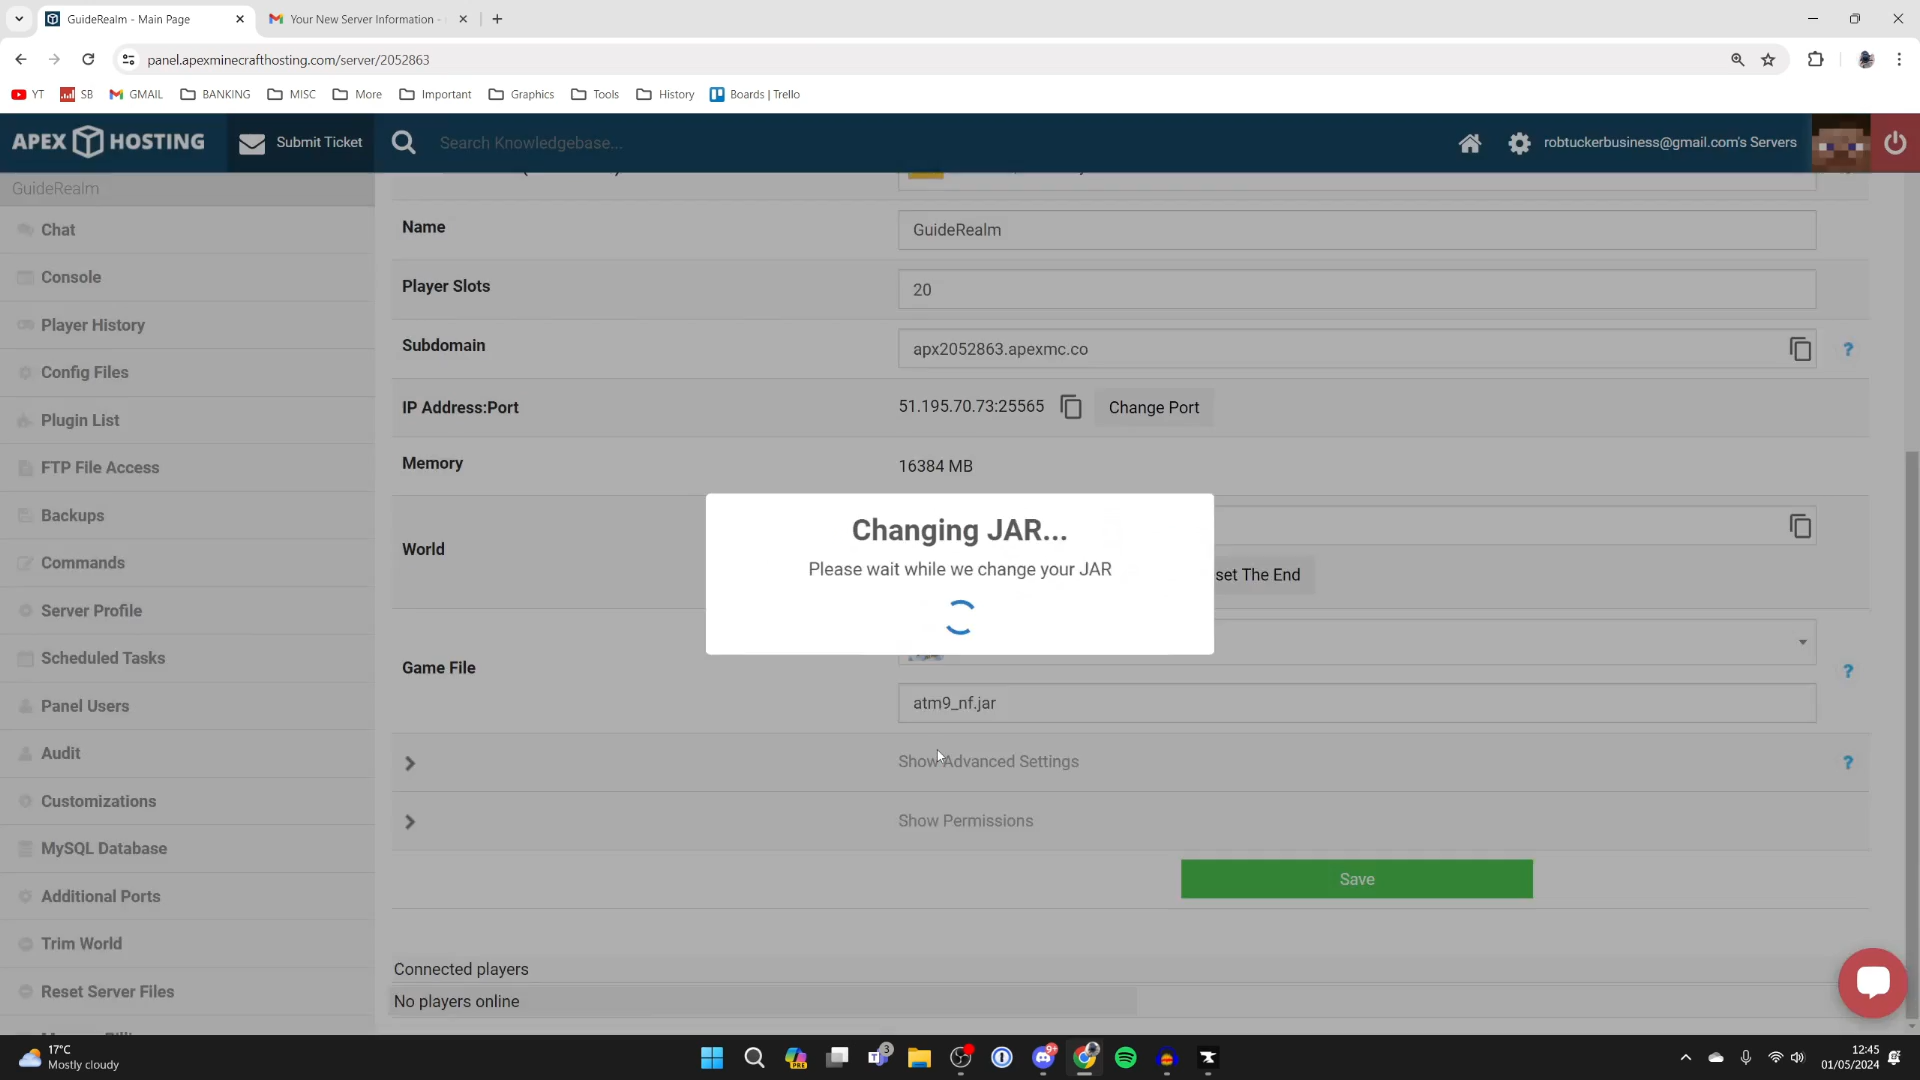 GuideRealm - Main Page
Your New Server Information -
panel.apexminecrafthosting.com/server/2052863
YT
SB
GMAIL
BANKING
MISC
More
Important
Graphics
Tools
History
Boards | Trello
APEX HOSTING
Submit Ticket
Search Knowledgebase...
robtuckerbusiness@gmail.com's Servers
GuideRealm
Chat
Console
Player History
Config Files
Plugin List
FTP File Access
Backups
Commands
Server Profile
Scheduled Tasks
Panel Users
Audit
Customizations
MySQL Database
Additional Ports
Trim World
Reset Server Files
Name
GuideRealm
Player Slots
20
Subdomain
apx2052863.apexmc.co
?
IP Address:Port
51.195.70.73:25565
Change Port
Memory
16384 MB
World
set The End
Changing JAR...
Please wait while we change your JAR
Game File
?
atm9_nf.jar
Show Advanced Settings
?
Show Permissions
Save
Connected players
No players online
17°C
Mostly cloudy
PRE
3
9+
12:45
01/05/2024